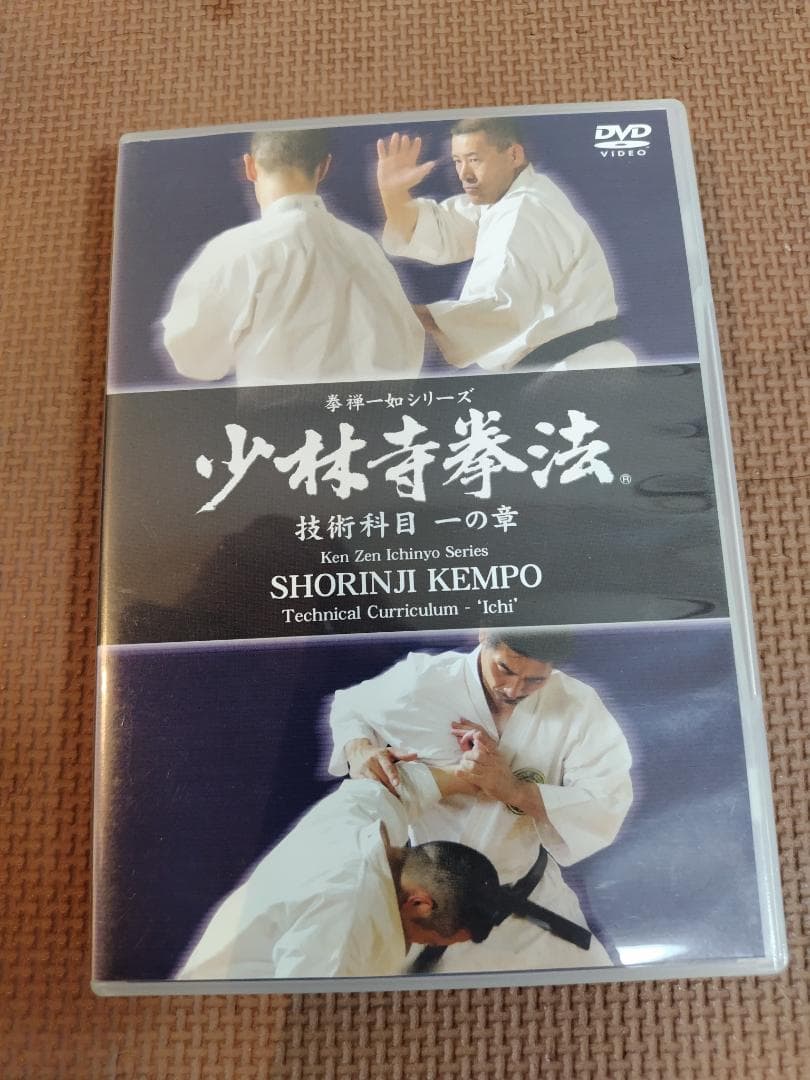 DVD
VIDEO
拳禅一如シリーズ
少林寺拳法®
技術科目 一の章
Ken Zen Ichinyo Series
SHORINJI KEMPO
Technical Curriculum - ‘Ichi’